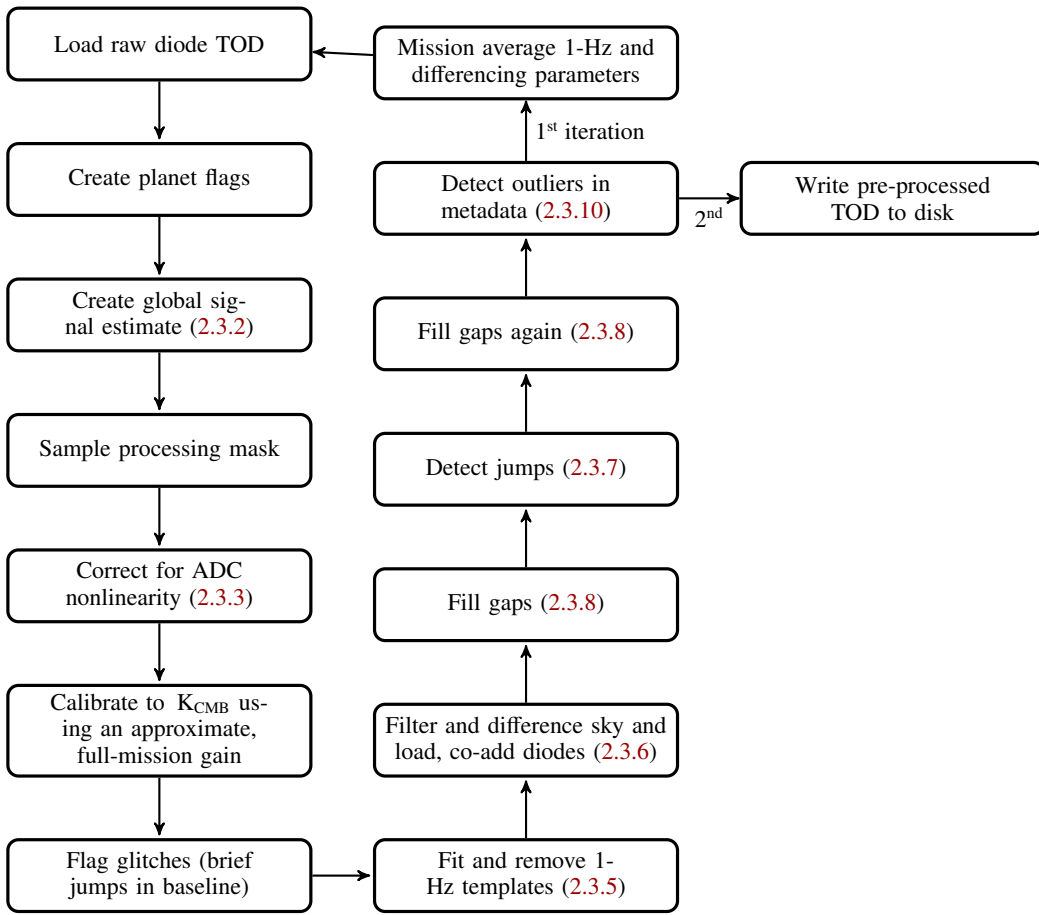 Load raw diode TOD
Create planet flags
Create global sig-
nal estimate (2.3.2)
Sample processing mask
Correct for ADC
nonlinearity (2.3.3)
Calibrate to K_CMB us-
ing an approximate,
full-mission gain
Flag glitches (brief
jumps in baseline)
Fit and remove 1-
Hz templates (2.3.5)
Filter and difference sky and
load, co-add diodes (2.3.6)
Fill gaps (2.3.8)
Detect jumps (2.3.7)
Fill gaps again (2.3.8)
Detect outliers in
metadata (2.3.10)
1st iteration
Mission average 1-Hz and
differencing parameters
2nd
Write pre-processed
TOD to disk